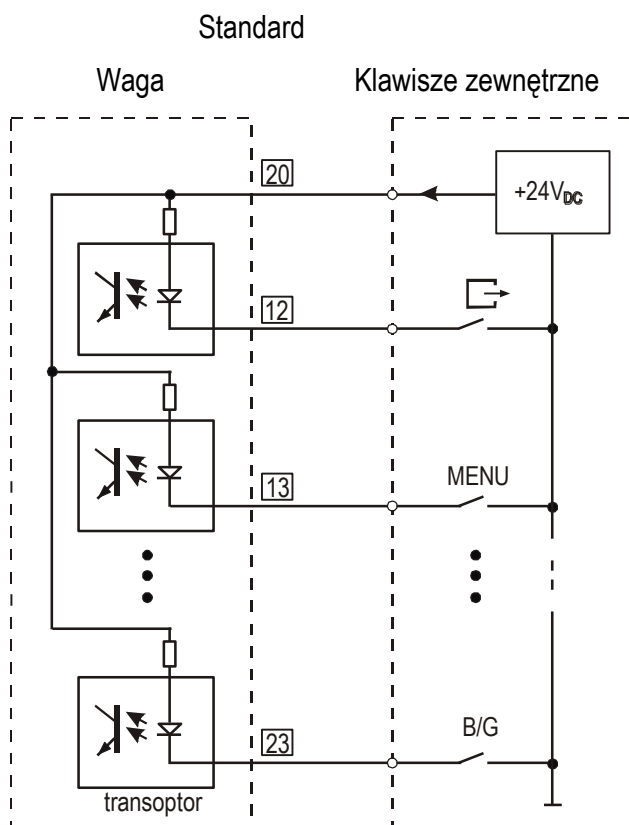 Standard
Waga
Klawisze zewnętrzne
20
+24VDC
12
13
MENU
23
B/G
transoptor